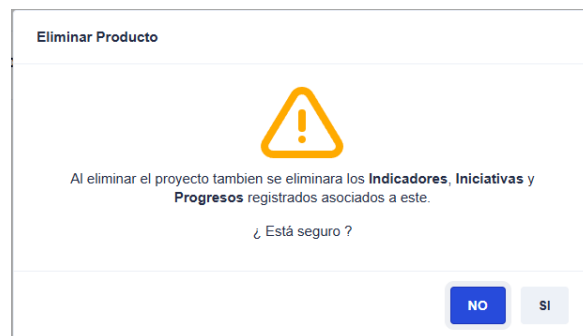 Eliminar Producto
Al eliminar el proyecto tambien se eliminara los Indicadores, Iniciativas y
Progresos registrados asociados a este.
¿ Está seguro ?
NO
SI